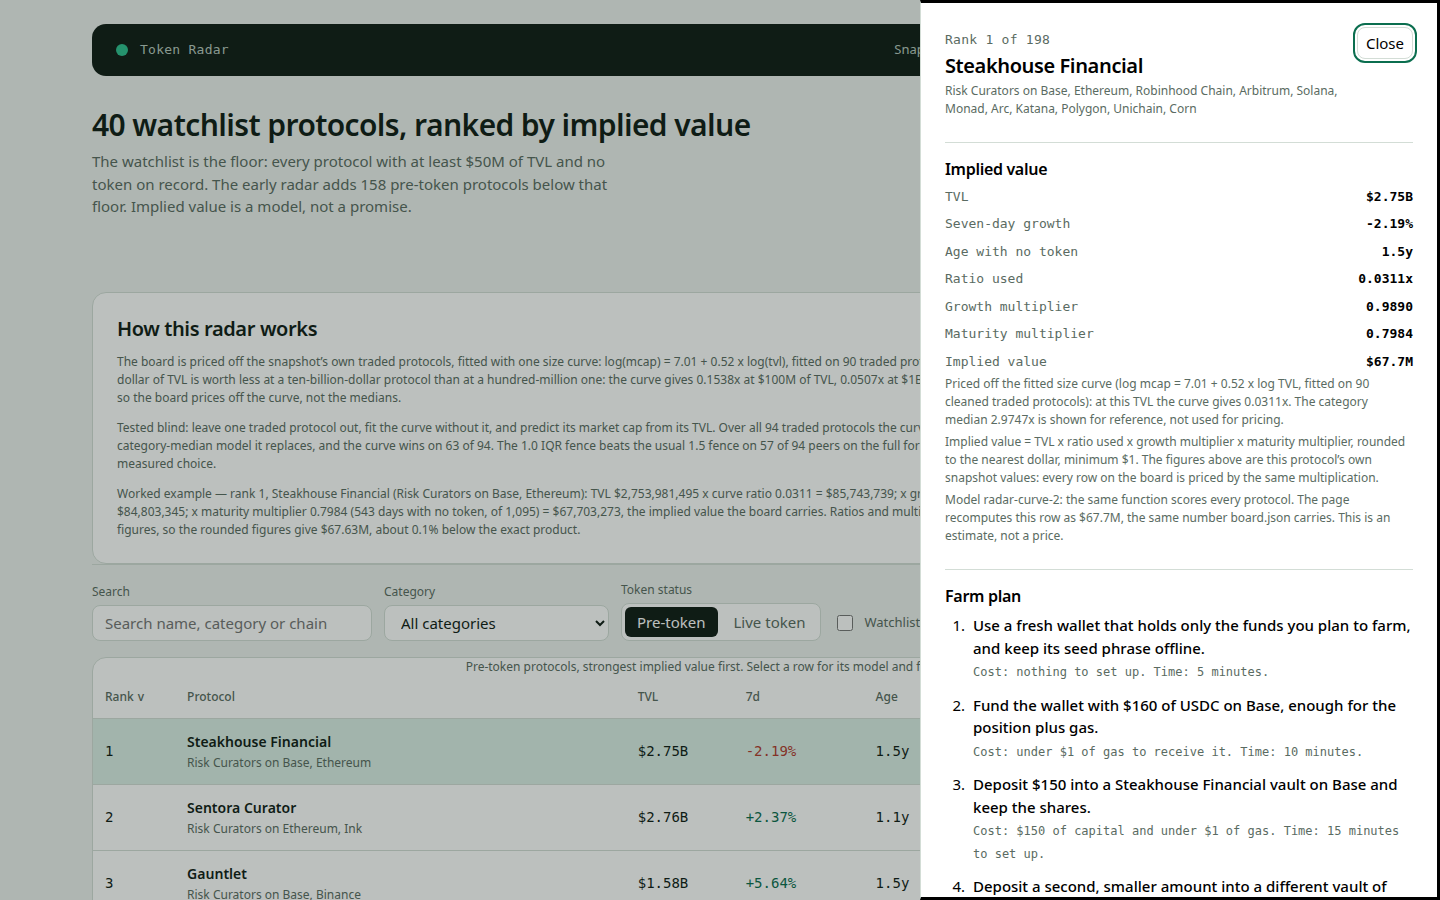 Token Radar
Snap
40 watchlist protocols, ranked by implied value
The watchlist is the floor: every protocol with at least $50M of TVL and no
token on record. The early radar adds 158 pre-token protocols below that
floor. Implied value is a model, not a promise.
How this radar works
The board is priced off the snapshot's own traded protocols, fitted with one size curve: log(mcap) = 7.01 + 0.52 x log(tvl), fitted on 90 traded pro
dollar of TVL is worth less at a ten-billion-dollar protocol than at a hundred-million one: the curve gives 0.1538x at $100M of TVL, 0.0507x at $1B
so the board prices off the curve, not the medians.
Tested blind: leave one traded protocol out, fit the curve without it, and predict its market cap from its TVL. Over all 94 traded protocols the curv
category-median model it replaces, and the curve wins on 63 of 94. The 1.0 IQR fence beats the usual 1.5 fence on 57 of 94 peers on the full for
measured choice.
Worked example — rank 1, Steakhouse Financial (Risk Curators on Base, Ethereum): TVL $2,753,981,495 x curve ratio 0.0311 = $85,743,739; x gr
$84,803,345; x maturity multiplier 0.7984 (543 days with no token, of 1,095) = $67,703,273, the implied value the board carries. Ratios and multi
figures, so the rounded figures give $67.63M, about 0.1% below the exact product.
Search
Category
Token status
Search name, category or chain
All categories
Pre-token
Live token
Watchlist
Pre-token protocols, strongest implied value first. Select a row for its model and f
Rank v
Protocol
TVL
7d
Age
1
Steakhouse Financial
Risk Curators on Base, Ethereum
$2.75B
-2.19%
1.5y
2
Sentora Curator
Risk Curators on Ethereum, Ink
$2.76B
+2.37%
1.1y
3
Gauntlet
Risk Curators on Base, Binance
$1.58B
+5.64%
1.5y
Rank 1 of 198
Close
Steakhouse Financial
Risk Curators on Base, Ethereum, Robinhood Chain, Arbitrum, Solana,
Monad, Arc, Katana, Polygon, Unichain, Corn
Implied value
TVL
$2.75B
Seven-day growth
-2.19%
Age with no token
1.5y
Ratio used
0.0311x
Growth multiplier
0.9890
Maturity multiplier
0.7984
Implied value
$67.7M
Priced off the fitted size curve (log mcap = 7.01 + 0.52 x log TVL, fitted on 90
cleaned traded protocols): at this TVL the curve gives 0.0311x. The category
median 2.9747x is shown for reference, not used for pricing.
Implied value = TVL x ratio used x growth multiplier x maturity multiplier, rounded
to the nearest dollar, minimum $1. The figures above are this protocol's own
snapshot values: every row on the board is priced by the same multiplication.
Model radar-curve-2: the same function scores every protocol. The page
recomputes this row as $67.7M, the same number board.json carries. This is an
estimate, not a price.
Farm plan
1. Use a fresh wallet that holds only the funds you plan to farm,
and keep its seed phrase offline.
Cost: nothing to set up. Time: 5 minutes.
2. Fund the wallet with $160 of USDC on Base, enough for the
position plus gas.
Cost: under $1 of gas to receive it. Time: 10 minutes.
3. Deposit $150 into a Steakhouse Financial vault on Base and
keep the shares.
Cost: $150 of capital and under $1 of gas. Time: 15 minutes
to set up.
4. Deposit a second, smaller amount into a different vault of